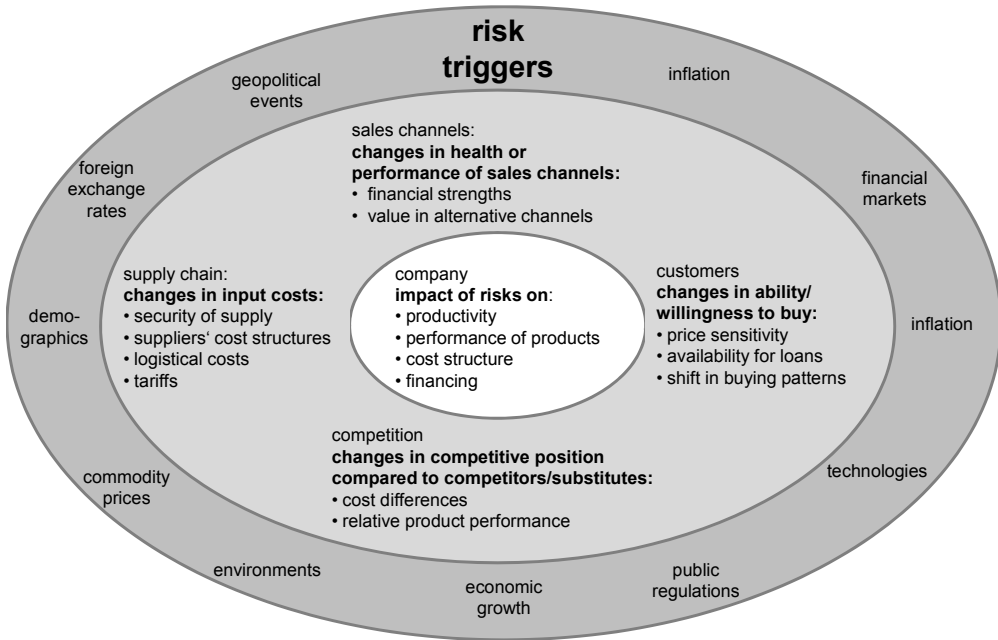 risk
triggers
geopolitical
events
inflation
foreign
exchange
rates
financial
markets
sales channels:
changes in health or
performance of sales channels:
• financial strengths
• value in alternative channels
supply chain:
changes in input costs:
• security of supply
• suppliers‘ cost structures
• logistical costs
• tariffs
company
impact of risks on:
• productivity
• performance of products
• cost structure
• financing
customers
changes in ability/
willingness to buy:
• price sensitivity
• availability for loans
• shift in buying patterns
demo-
graphics
inflation
competition
changes in competitive position
compared to competitors/substitutes:
• cost differences
• relative product performance
commodity
prices
technologies
environments
economic
growth
public
regulations